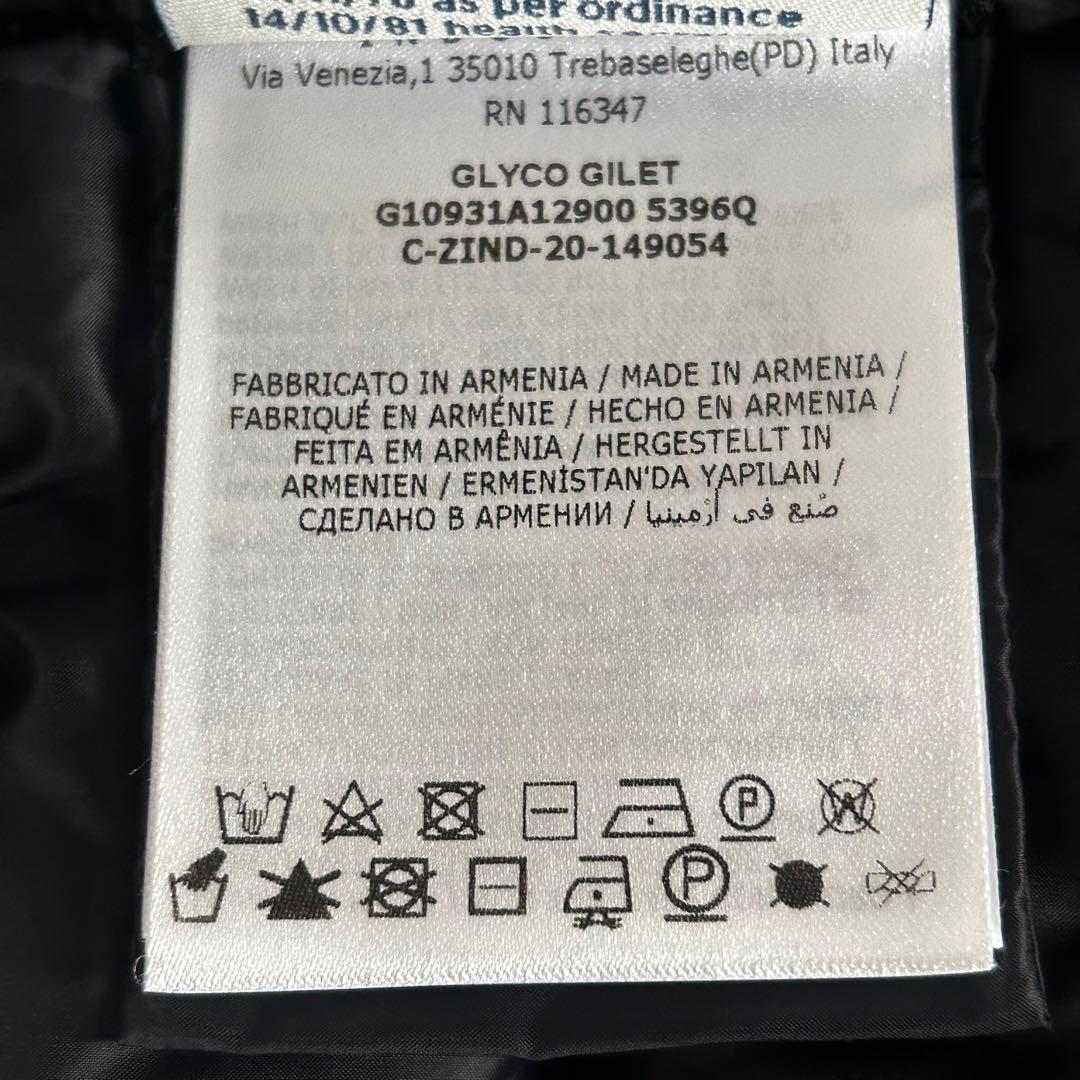 as per ordinance
14/10/81 health
Via Venezia,1 35010 Trebaseleghe(PD) Italy
RN 116347
GLYCO GILET
G10931A12900 5396Q
C-ZIND-20-149054
FABBRICATO IN ARMENIA / MADE IN ARMENIA /
FABRIQUÉ EN ARMÉNIE / HECHO EN ARMENIA /
FEITA EM ARMÊNIA / HERGESTELLT IN
ARMENIEN / ERMENİSTAN'DA YAPILAN /
СДЕЛАНО В АРМЕНИИ / صُنع في أرمينيا
P W
P